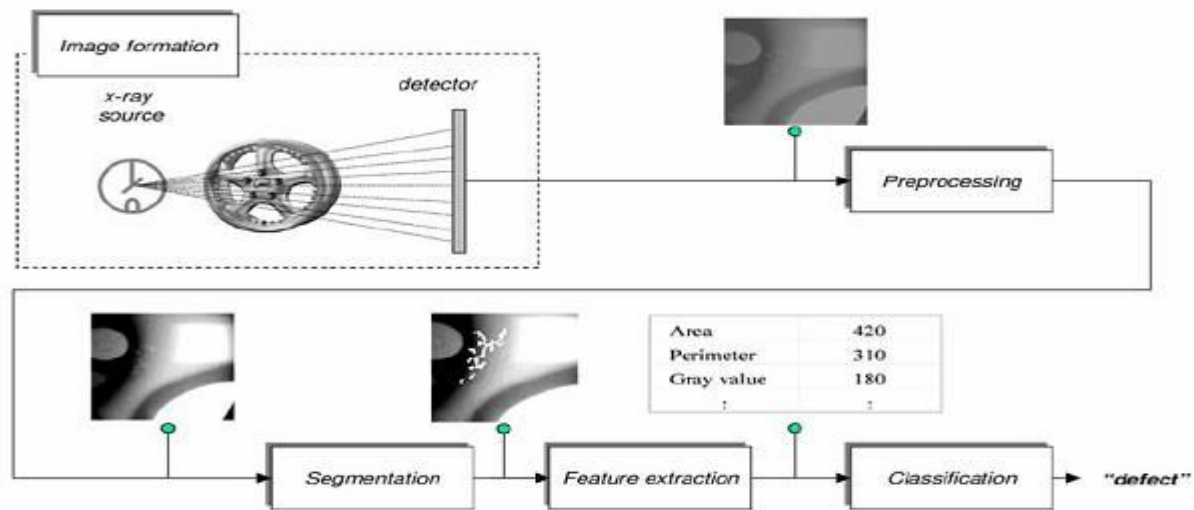 Image formation
x-ray
source
detector
Preprocessing
Area 420
Perimeter 310
Gray value 180
: :
Segmentation
Feature extraction
Classification
"defect"